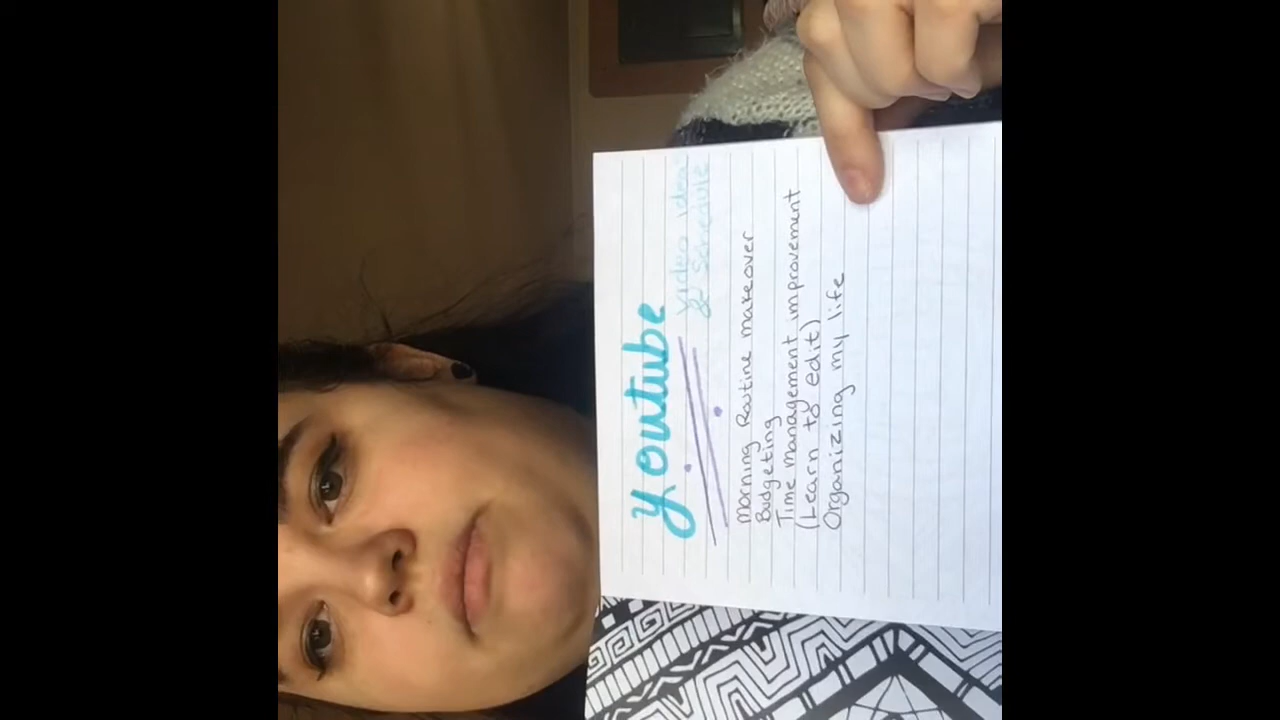 youtube
video ideas
& schedule
Morning Routine makeover
Budgeting
Time management improvement
(Learn to edit)
Organizing my life